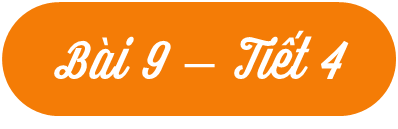 Bài 9 – Tiết 4